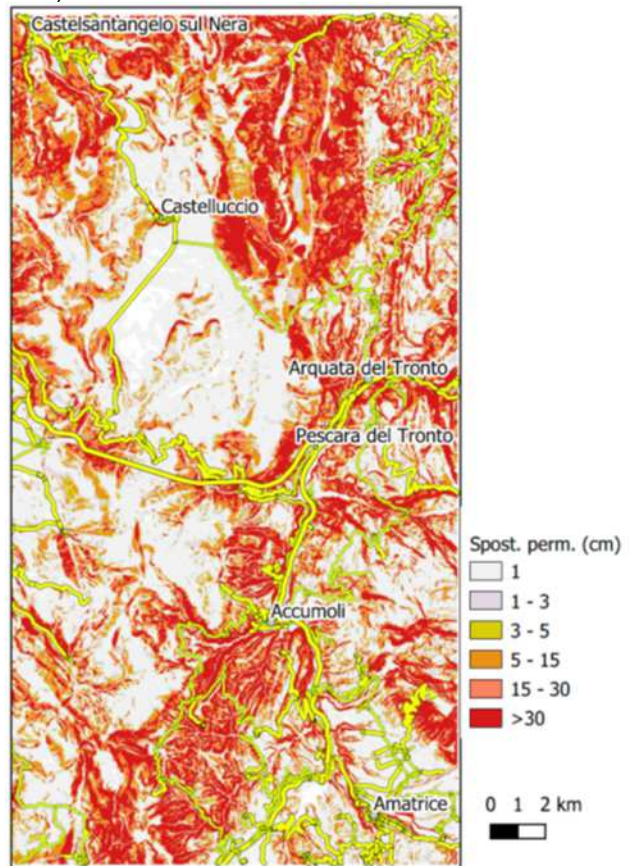 Castelsantangelo sul Nera
Castelluccio
Arquata del Tronto
Pescara del Tronto
Spost. perm. (cm)
1
1 - 3
3 - 5
5 - 15
15 - 30
>30
Accumoli
Amatrice
0 1 2 km